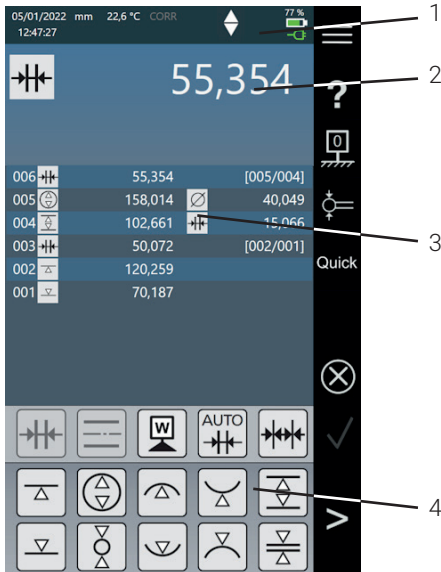 05/01/2022 mm 22,6 °C CORR 77 %
12:47:27
1
55,354
2
?
0
006 55,354 [005/004]
005 158,014 40,049
004 102,661 15,066
3
003 50,072 [002/001]
002 120,259
001 70,187
Quick
W
AUTO
4
>